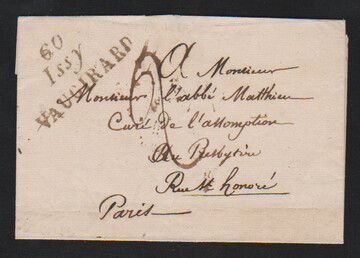 60
Issy
VAUGIRARD
A Monsieur
Monsieur l'abbé Matthieu
Curé de l'assomption
Au Presbytère
Rue St honoré
Paris